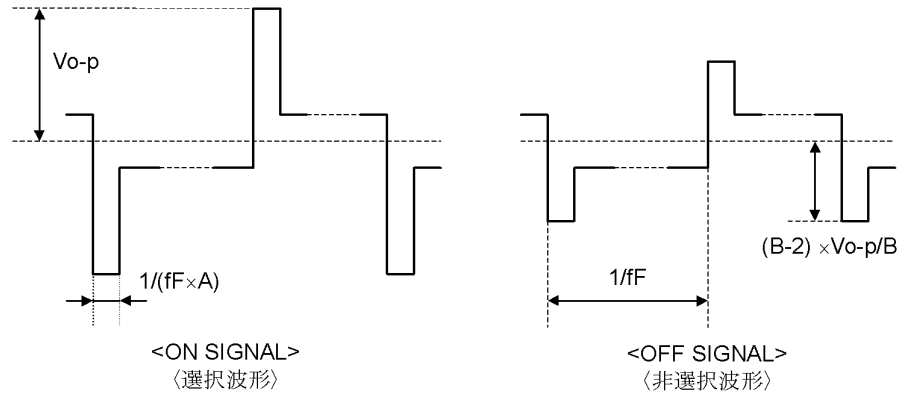 Vo-p
1/(fF×A)
<ON SIGNAL>
〈選択波形〉
(B-2) ×Vo-p/B
1/fF
<OFF SIGNAL>
〈非選択波形〉